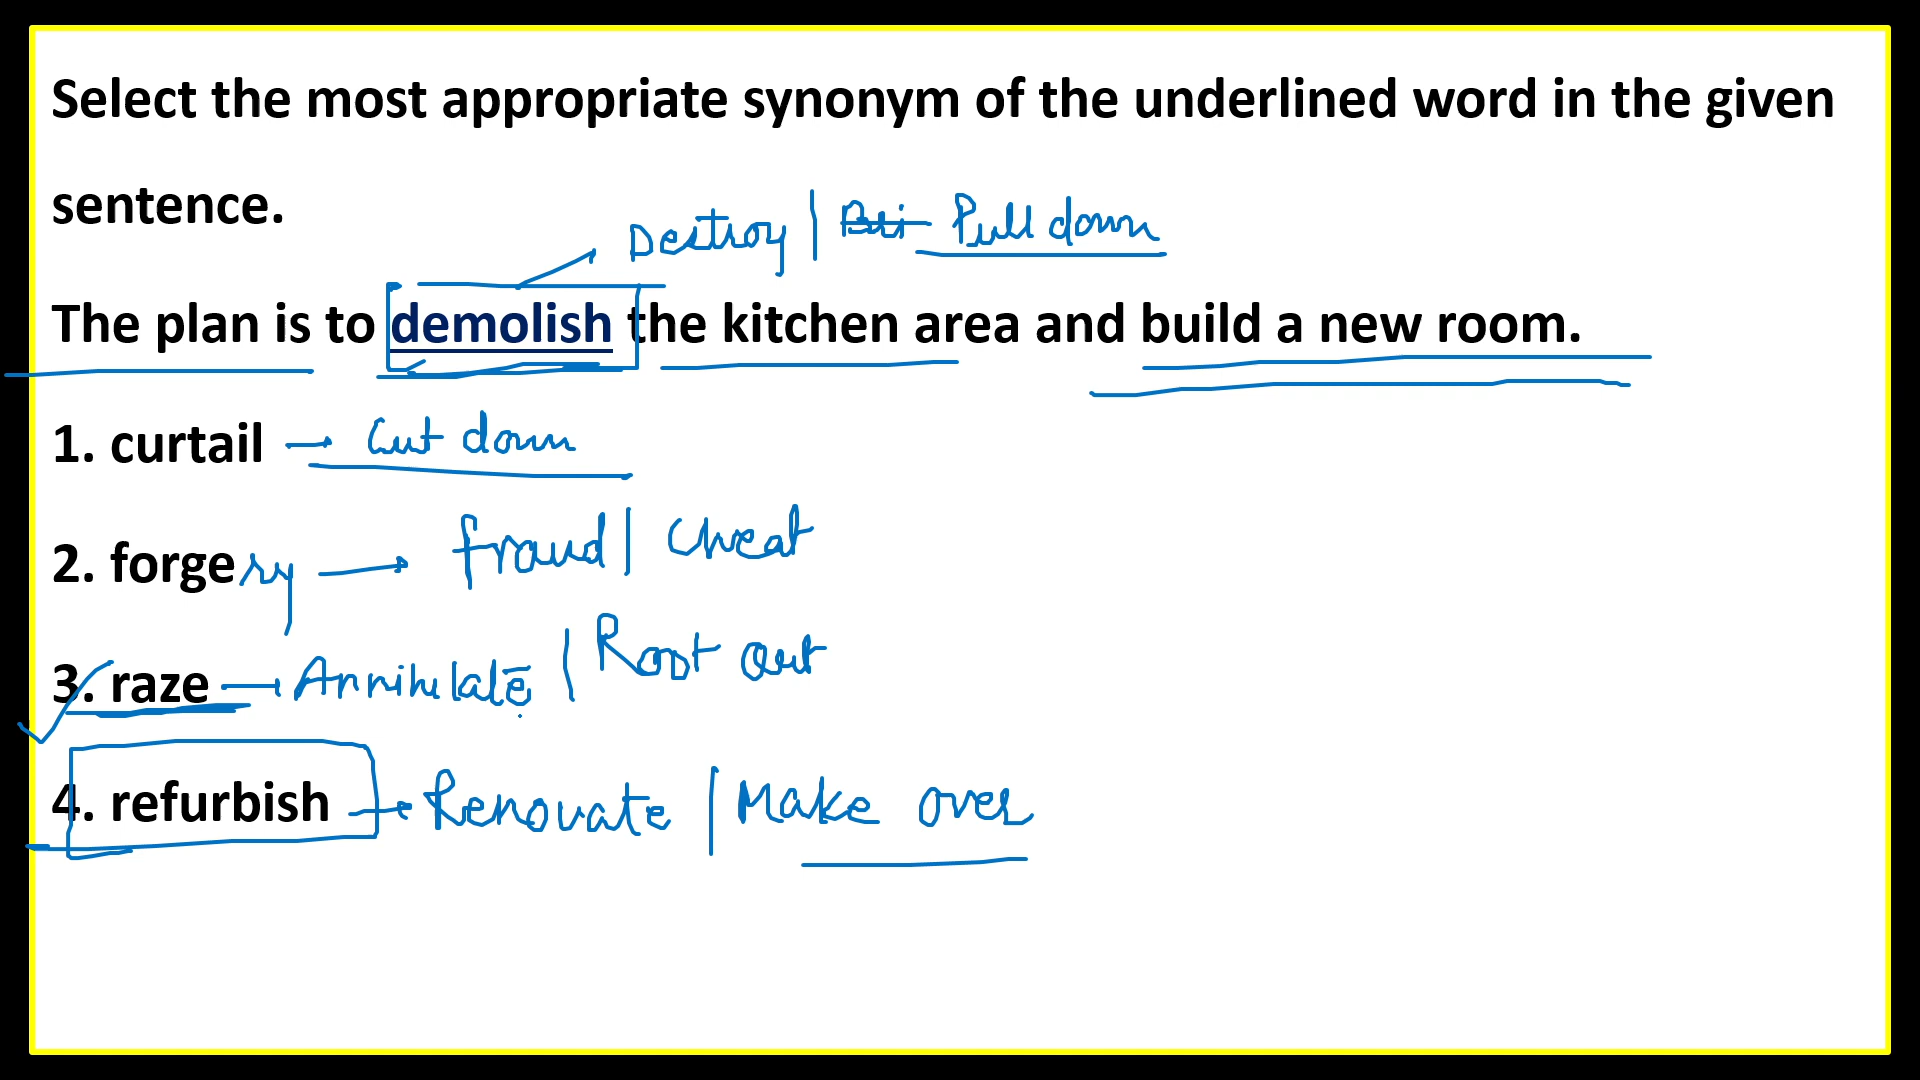 Select the most appropriate synonym of the underlined word in the given
sentence.
Destroy | Pull down
The plan is to demolish the kitchen area and build a new room.
1. curtail → Cut down
2. forgery → fraud | Cheat
3. raze → Annihilate | Root out
4. refurbish → Renovate | Make over